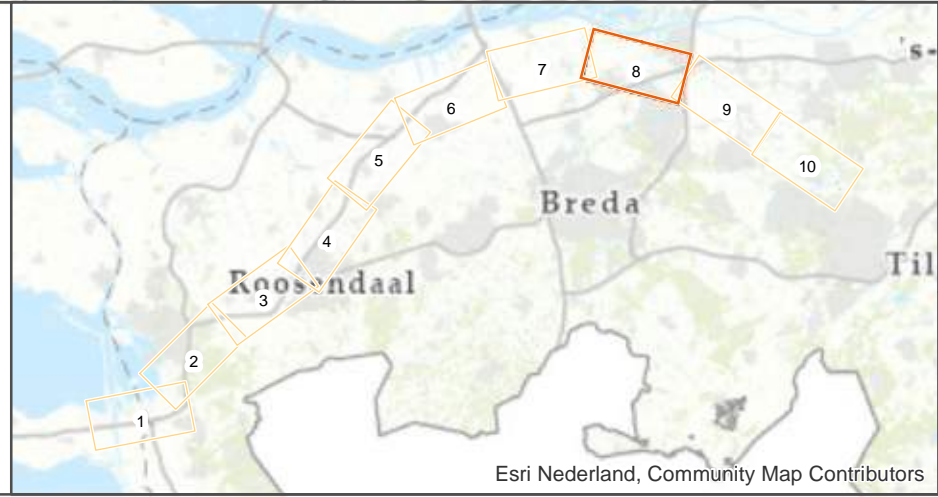 's-
8
7
9
6
5
10
Breda
4
Til
Roosendaal
3
2
1
Esri Nederland, Community Map Contributors